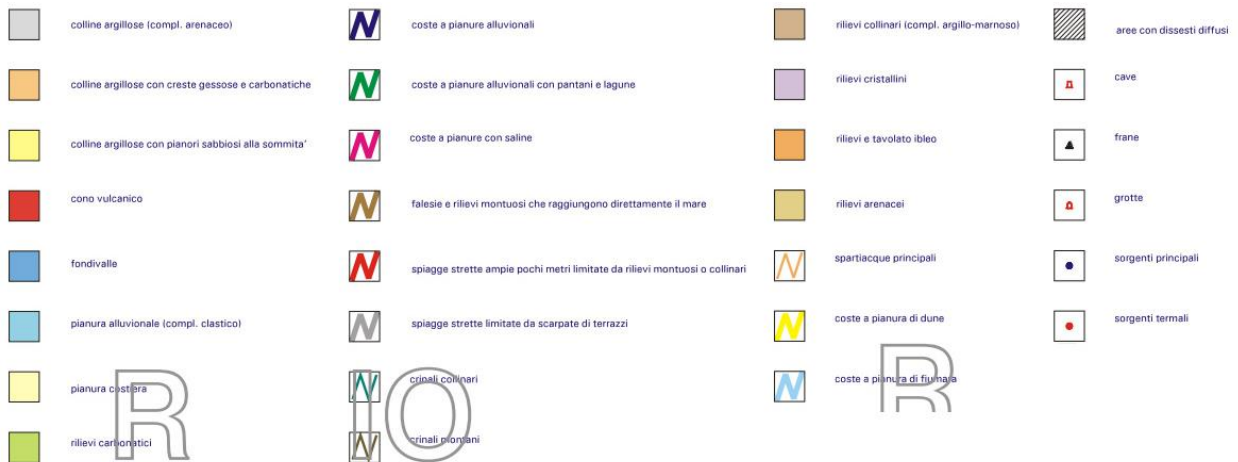 colline argillose (compl. arenaceo)
colline argillose con creste gessose e carbonatiche
colline argillose con pianori sabbiosi alla sommita'
cono vulcanico
fondivalle
pianura alluvionale (compl. clastico)
pianura costiera
rilievi carbonatici
coste a pianure alluvionali
coste a pianure alluvionali con pantani e lagune
coste a pianure con saline
falesie e rilievi montuosi che raggiungono direttamente il mare
spiagge strette ampie pochi metri limitate da rilievi montuosi o collinari
spiagge strette limitate da scarpate di terrazzi
crinali collinari
crinali montani
rilievi collinari (compl. argillo-marnoso)
rilievi cristallini
rilievi e tavolato ibleo
rilievi arenacei
spartiacque principali
coste a pianura di dune
coste a pianura di fiumara
aree con dissesti diffusi
cave
frane
grotte
sorgenti principali
sorgenti termali
R IO R